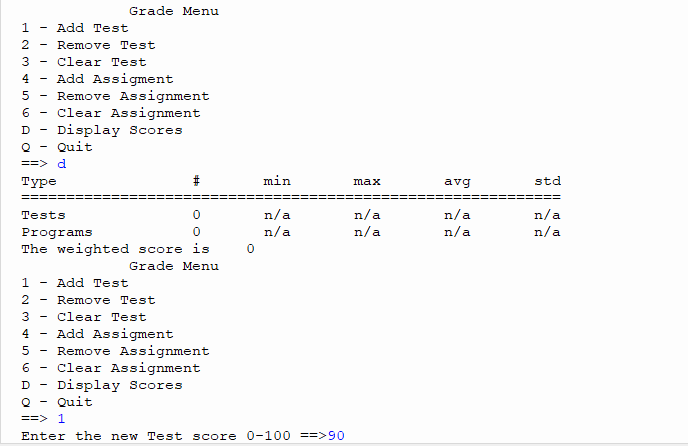 Grade Menu
1 - Add Test
2 - Remove Test
3 - Clear Test
4 - Add Assigment
5 - Remove Assignment
6 - Clear Assignment
D - Display Scores
Q - Quit
==> d
Type # min max avg std
============================================================
Tests 0 n/a n/a n/a n/a
Programs 0 n/a n/a n/a n/a
The weighted score is 0
Grade Menu
1 - Add Test
2 - Remove Test
3 - Clear Test
4 - Add Assigment
5 - Remove Assignment
6 - Clear Assignment
D - Display Scores
Q - Quit
==> 1
Enter the new Test score 0-100 ==>90